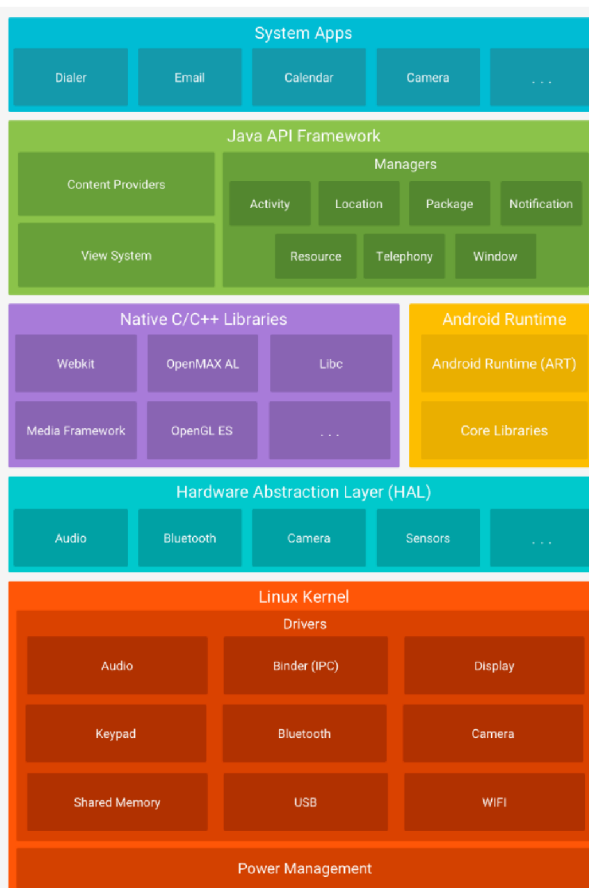 System Apps
Dialer Email Calendar Camera . . .
Java API Framework
Content Providers
View System
Managers
Activity Location Package Notification
Resource Telephony Window
Native C/C++ Libraries
Webkit OpenMAX AL Libc
Media Framework OpenGL ES . . .
Android Runtime
Android Runtime (ART)
Core Libraries
Hardware Abstraction Layer (HAL)
Audio Bluetooth Camera Sensors . . .
Linux Kernel
Drivers
Audio Binder (IPC) Display
Keypad Bluetooth Camera
Shared Memory USB WIFI
Power Management